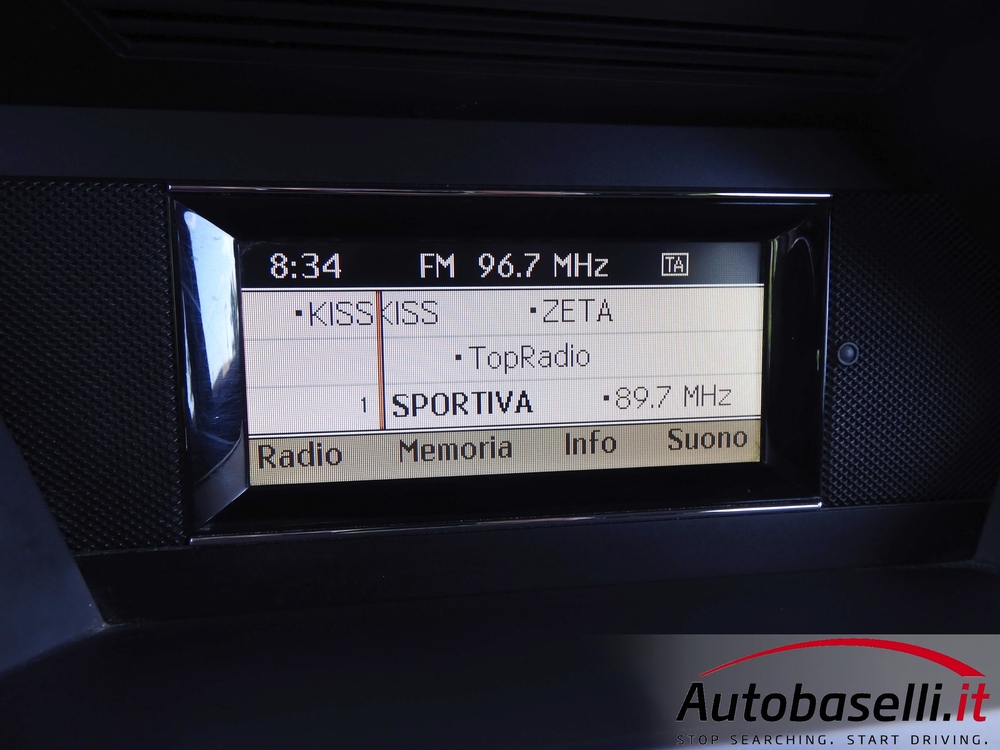 8:34 FM 96.7 MHz TA
KISSKISS ZETA
TopRadio
1 SPORTIVA 89.7 MHz
Radio Memoria Info Suono
Autobaselli.it
STOP SEARCHING. START DRIVING.